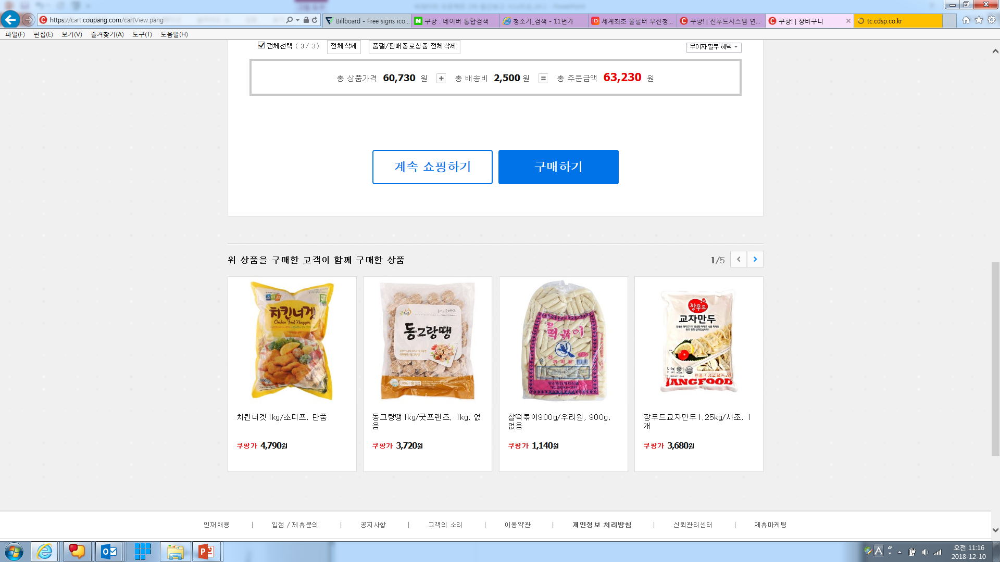 https://cart.coupang.com/cartView.pang
Billboard - Free signs ico...
쿠팡 : 네이버 통합검색
청소기_검색 - 11번가
세계최초 물필터 무선청...
쿠팡! | 진푸드시스템 연...
쿠팡! | 장바구니
tc.cdsp.co.kr
파일(F) 편집(E) 보기(V) 즐겨찾기(A) 도구(T) 도움말(H)
전체선택 ( 3 / 3 ) 전체삭제 품절/판매종료상품 전체삭제 무이자할부 혜택
총 상품가격 60,730 원 + 총 배송비 2,500 원 = 총 주문금액 63,230 원
계속 쇼핑하기 구매하기
위 상품을 구매한 고객이 함께 구매한 상품 1/5
치킨너겟
Chicken Fried Nuggets
동그랑땡
찰
떡볶이
장푸드
교자만두
JANGFOOD
치킨너겟1kg/소디프, 단품
쿠팡가 4,790원
동그랑땡1kg/굿프랜즈, 1kg, 없
음
쿠팡가 3,720원
찰떡볶이900g/우리원, 900g,
없음
쿠팡가 1,140원
장푸드교자만두1.25kg/사조, 1
개
쿠팡가 3,680원
인재채용 | 입점 / 제휴문의 | 공지사항 | 고객의 소리 | 이용약관 | 개인정보 처리방침 | 신뢰관리센터 | 제휴마케팅
A
오전 11:16
2018-12-10